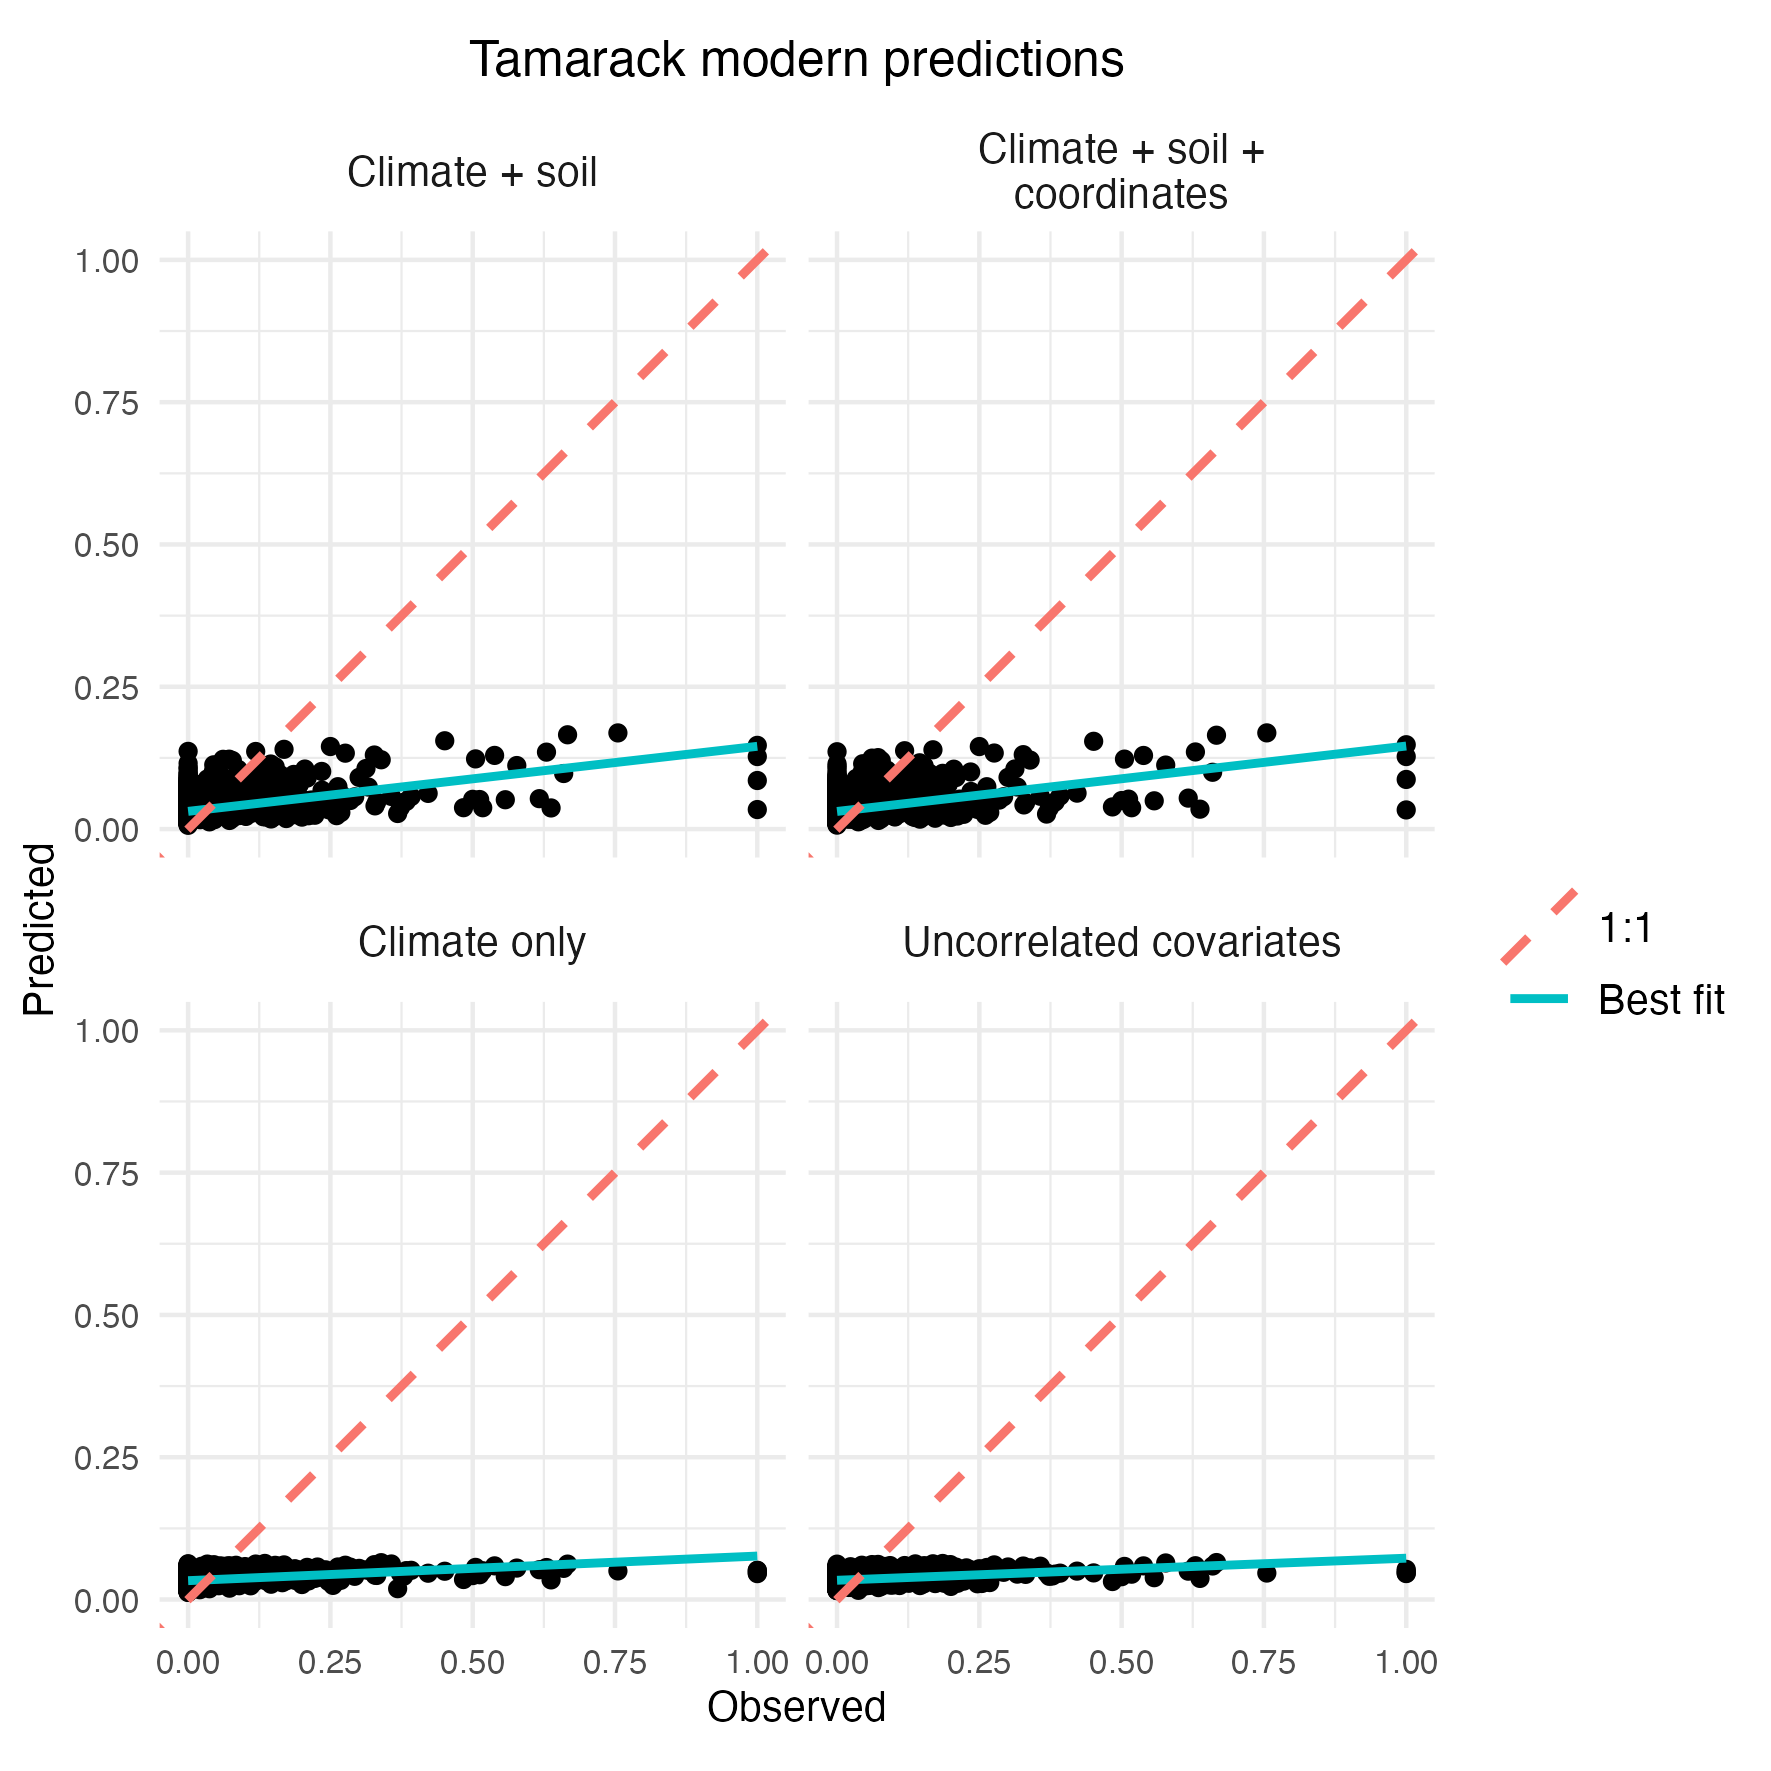 Tamarack modern predictions
Climate + soil
Climate + soil +
coordinates
1.00
0.75
0.50
0.25
0.00
Predicted
Climate only
Uncorrelated covariates
1:1
Best fit
1.00
0.75
0.50
0.25
0.00
0.00 0.25 0.50 0.75 1.00 0.00 0.25 0.50 0.75 1.00
Observed